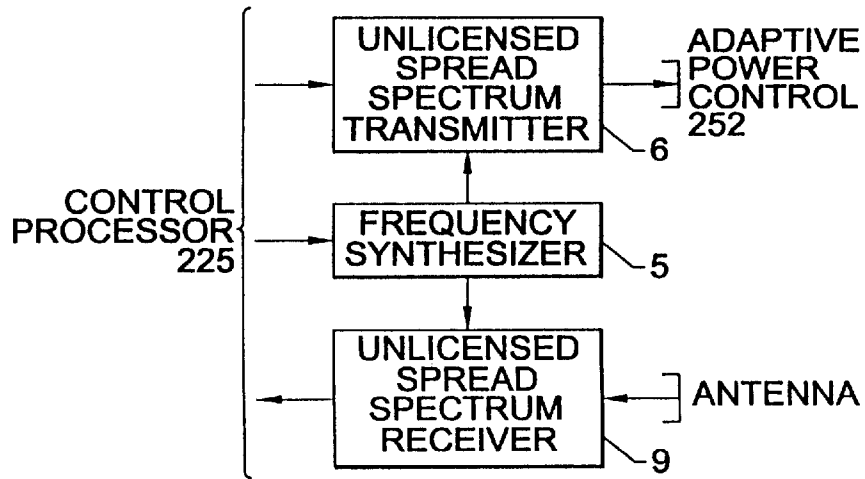 UNLICENSED
SPREAD
SPECTRUM
TRANSMITTER
6
ADAPTIVE
POWER
CONTROL
252
CONTROL
PROCESSOR
225
FREQUENCY
SYNTHESIZER
5
UNLICENSED
SPREAD
SPECTRUM
RECEIVER
9
ANTENNA